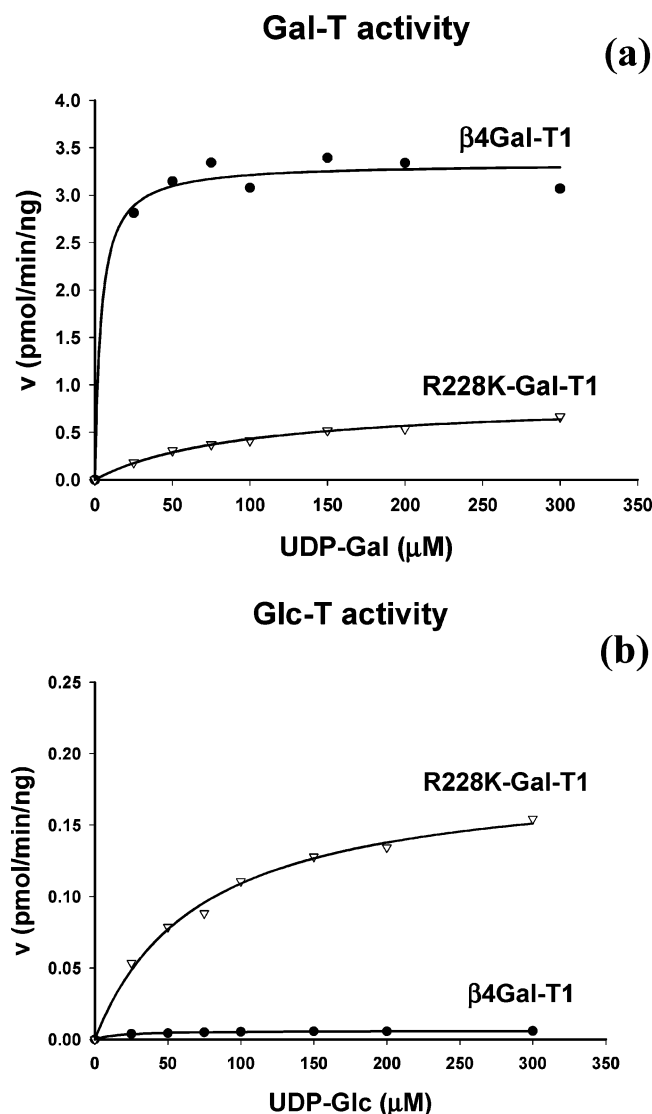 Gal-T activity
(a)
4.0
3.5
3.0
2.5
2.0
1.5
1.0
0.5
0.0
v (pmol/min/ng)
β4Gal-T1
R228K-Gal-T1
0 50 100 150 200 250 300 350
UDP-Gal (μM)
Glc-T activity
(b)
0.25
0.20
0.15
0.10
0.05
0.00
v (pmol/min/ng)
R228K-Gal-T1
β4Gal-T1
0 50 100 150 200 250 300 350
UDP-Glc (μM)